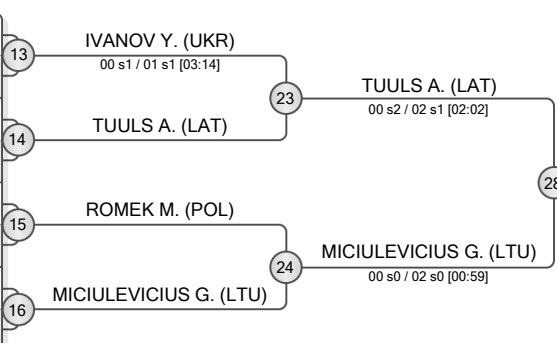 IVANOV Y. (UKR)
13
00 s1 / 01 s1 [03:14]
TUULS A. (LAT)
23
00 s2 / 02 s1 [02:02]
TUULS A. (LAT)
14
28
ROMEK M. (POL)
15
MICIULEVICIUS G. (LTU)
24
00 s0 / 02 s0 [00:59]
MICIULEVICIUS G. (LTU)
16